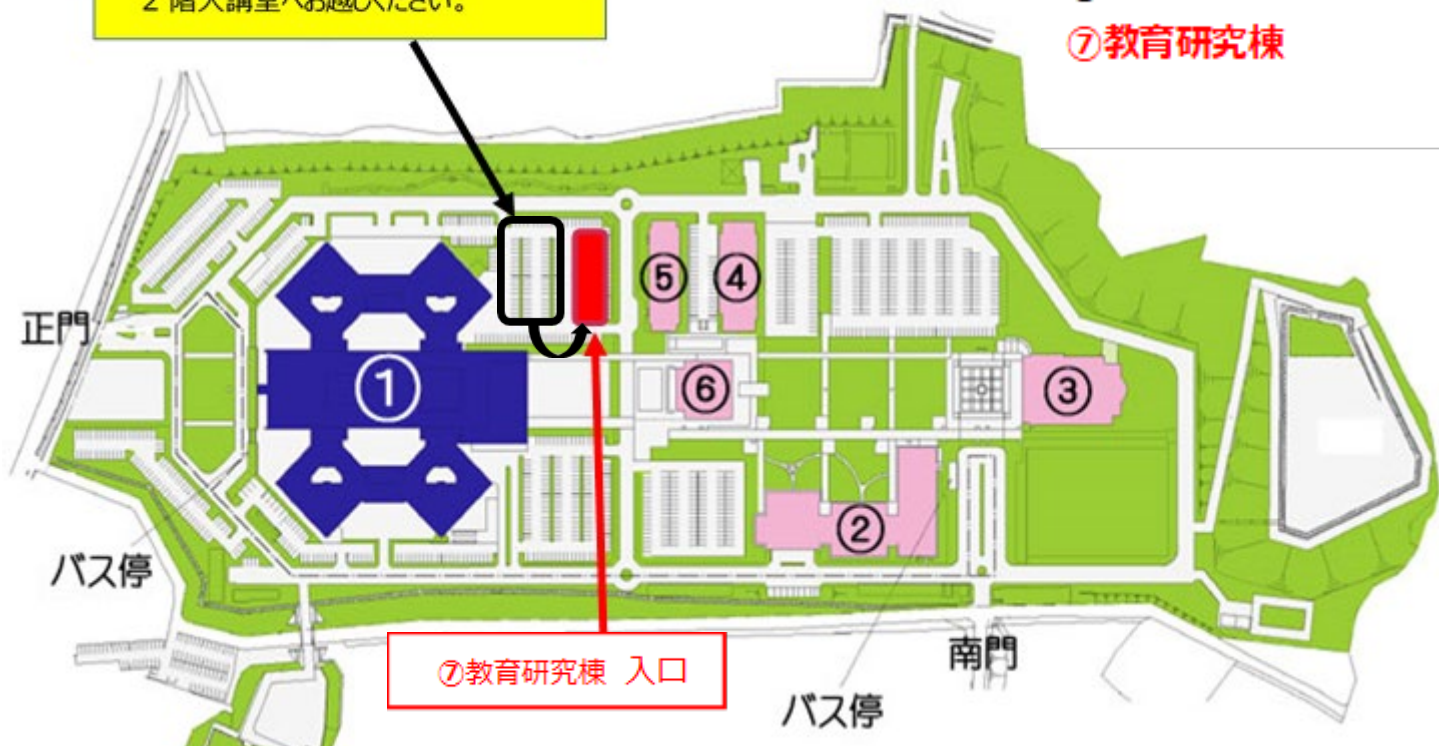 2 階大講室へお越しください。
⑦教育研究棟
正門
①
⑤
④
⑥
③
②
バス停
南門
バス停
⑦教育研究棟 入口